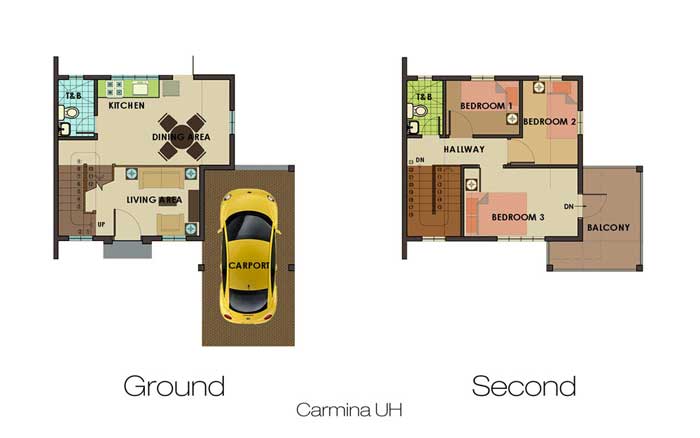 T&B
KITCHEN
DINING AREA
LIVING AREA
UP
CARPORT
Ground
T&B
BEDROOM 1
BEDROOM 2
HALLWAY
DN
BEDROOM 3
DN
BALCONY
Second
Carmina UH